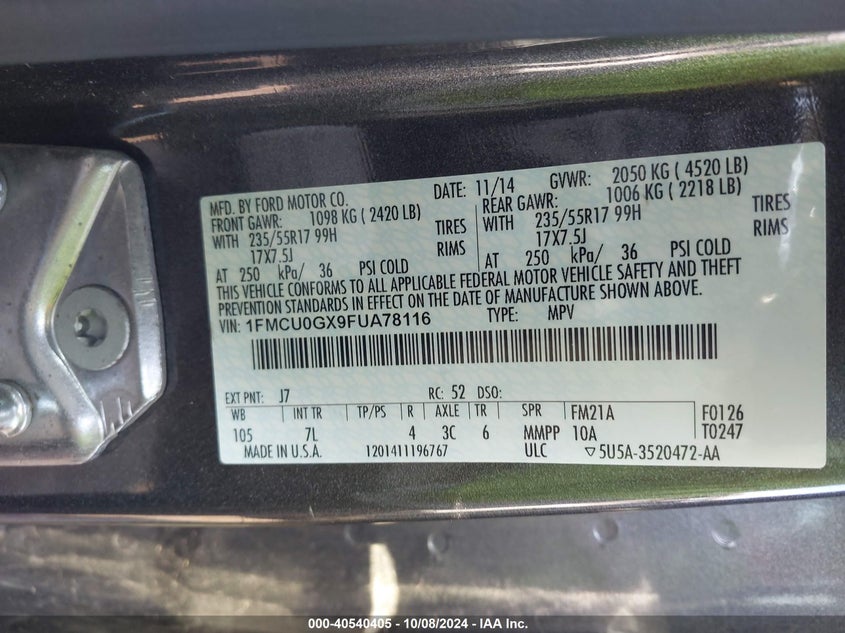 MFD. BY FORD MOTOR CO. DATE: 11/14 GVWR: 2050 KG ( 4520 LB)
FRONT GAWR: 1098 KG ( 2420 LB) REAR GAWR: 1006 KG ( 2218 LB)
WITH 235/55R17 99H TIRES WITH 235/55R17 99H TIRES
17X7.5J RIMS 17X7.5J RIMS
AT 250 kPa/ 36 PSI COLD AT 250 kPa/ 36 PSI COLD
THIS VEHICLE CONFORMS TO ALL APPLICABLE FEDERAL MOTOR VEHICLE SAFETY AND THEFT
PREVENTION STANDARDS IN EFFECT ON THE DATE OF MANUFACTURE SHOWN ABOVE.
VIN: 1FMCU0GX9FUA78116 TYPE: MPV
EXT PNT: J7 RC: 52 DSO:
WB INT TR TP/PS R AXLE TR SPR FM21A F0126
105 7L 4 3C 6 MMPP 10A T0247
MADE IN U.S.A. 1201411196767 ULC ▽5U5A-3520472-AA
000-40540405 - 10/08/2024 - IAA Inc.